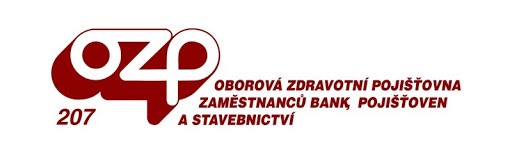 OZP
OBOROVÁ ZDRAVOTNÍ POJIŠŤOVNA
ZAMĚSTNANCŮ BANK, POJIŠŤOVEN
207 A STAVEBNICTVÍ